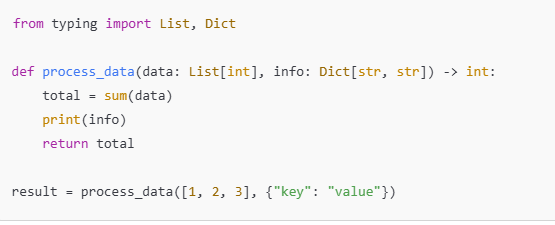 from typing import List, Dict
def process_data(data: List[int], info: Dict[str, str]) -> int:
    total = sum(data)
    print(info)
    return total
result = process_data([1, 2, 3], {"key": "value"})